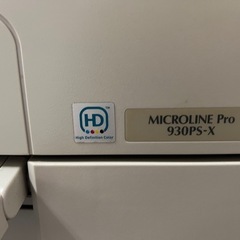 HD
High Definition Color
MICROLINE Pro
930PS-X